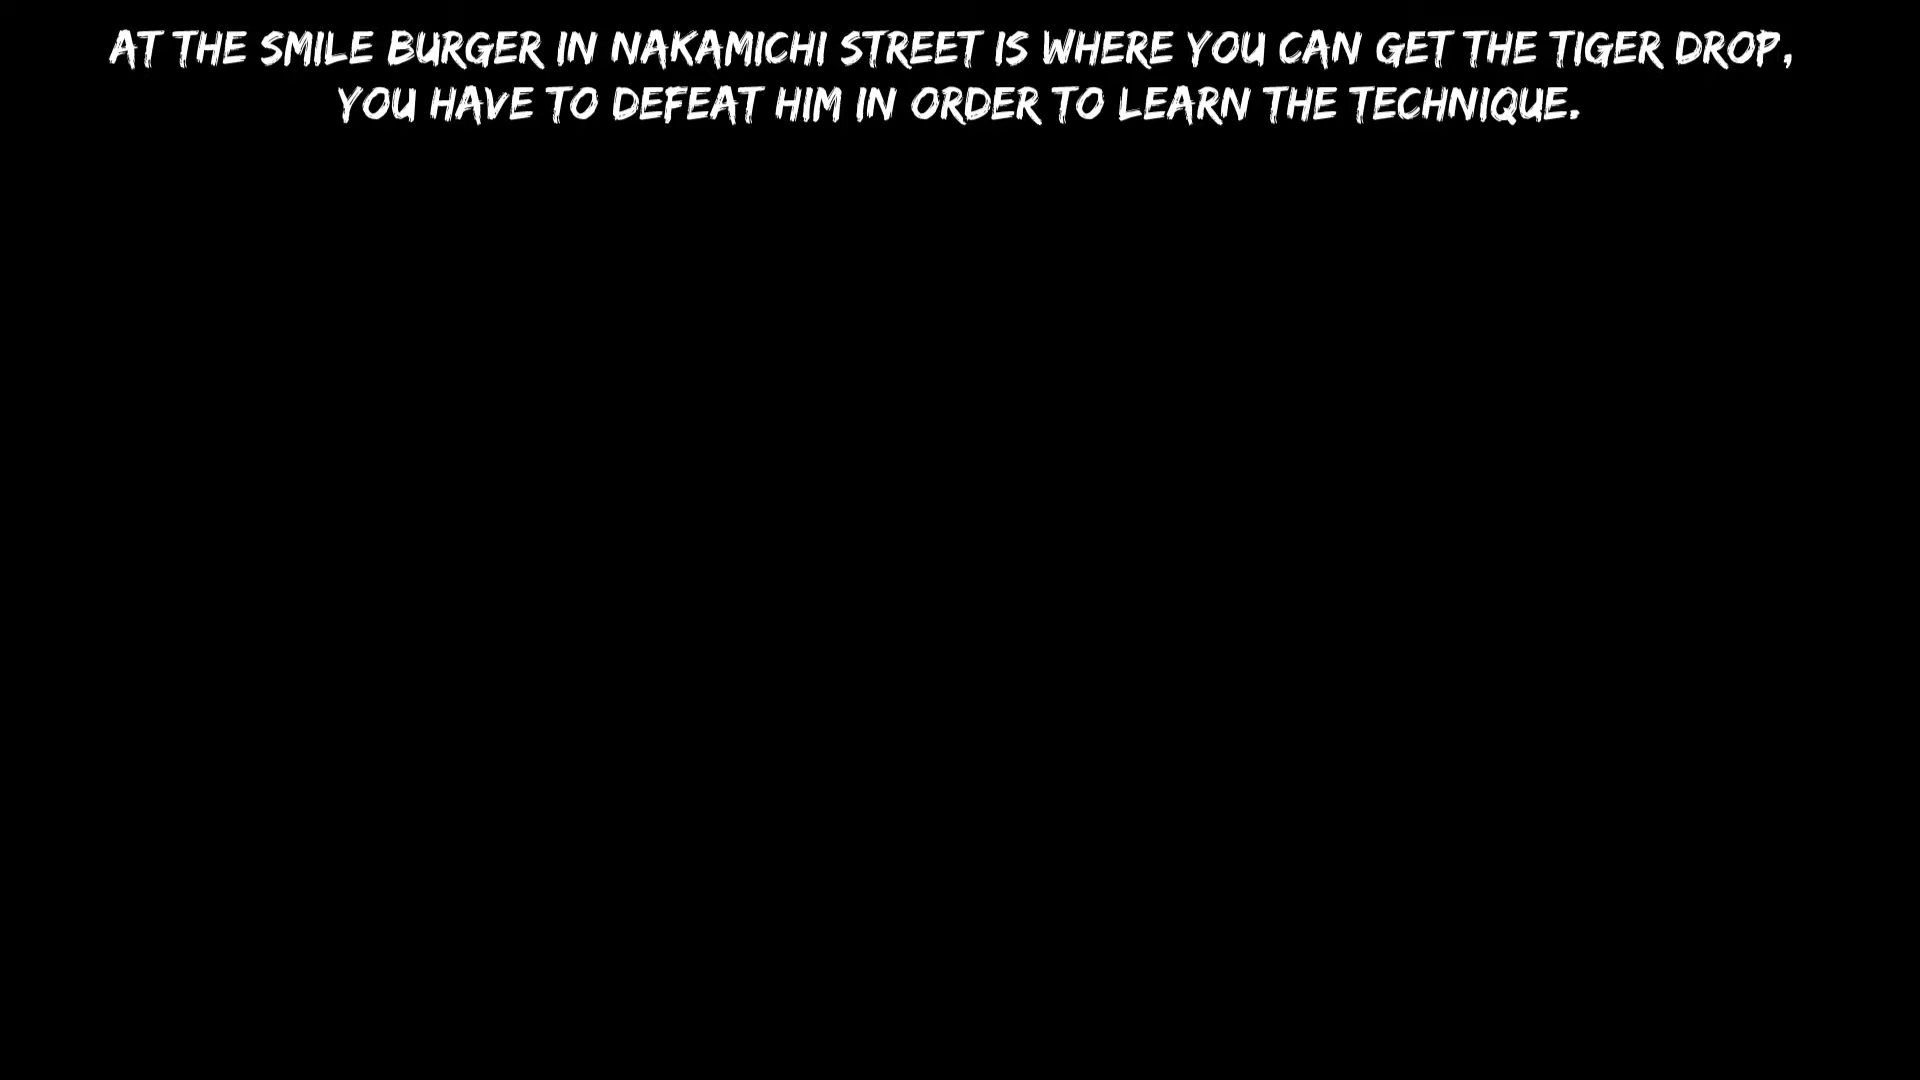 AT THE SMILE BURGER IN NAKAMICHI STREET IS WHERE YOU CAN GET THE TIGER DROP,
YOU HAVE TO DEFEAT HIM IN ORDER TO LEARN THE TECHNIQUE.